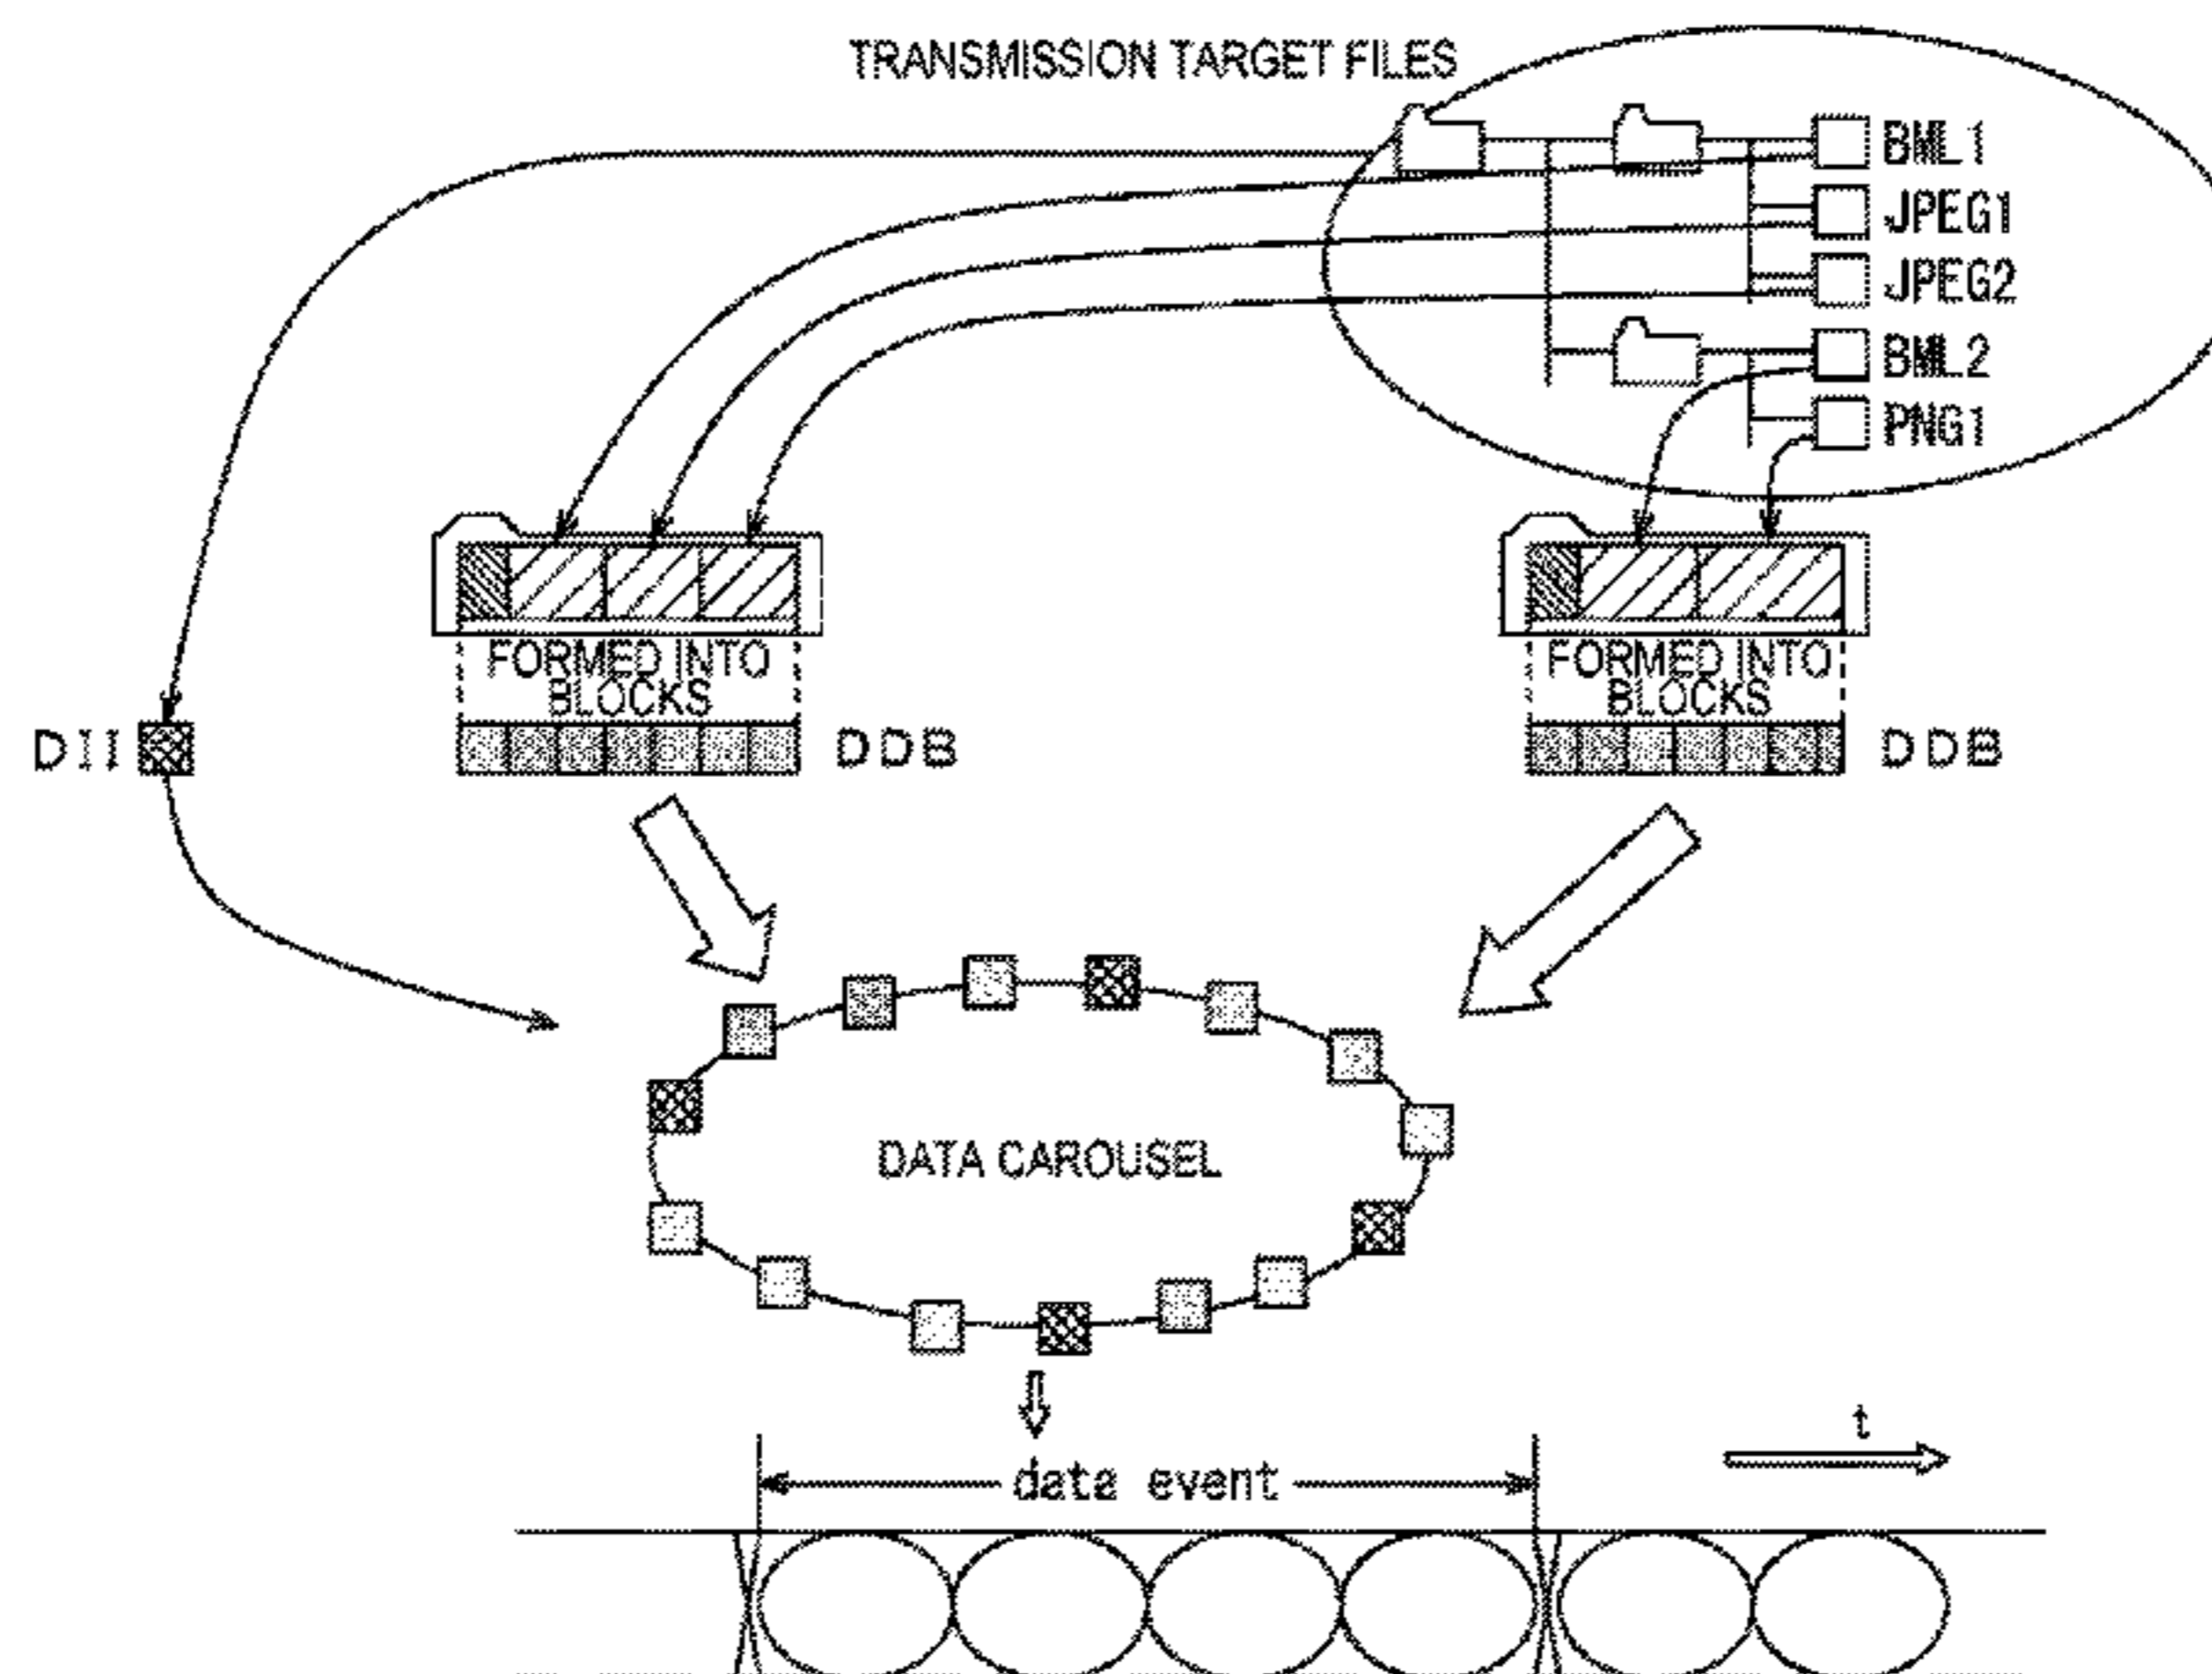 TRANSMISSION TARGET FILES
BML1
JPEG1
JPEG2
BML2
PNG1
FORMED INTO
BLOCKS
FORMED INTO
BLOCKS
DII
DDB
DDB
DATA CAROUSEL
t
data event